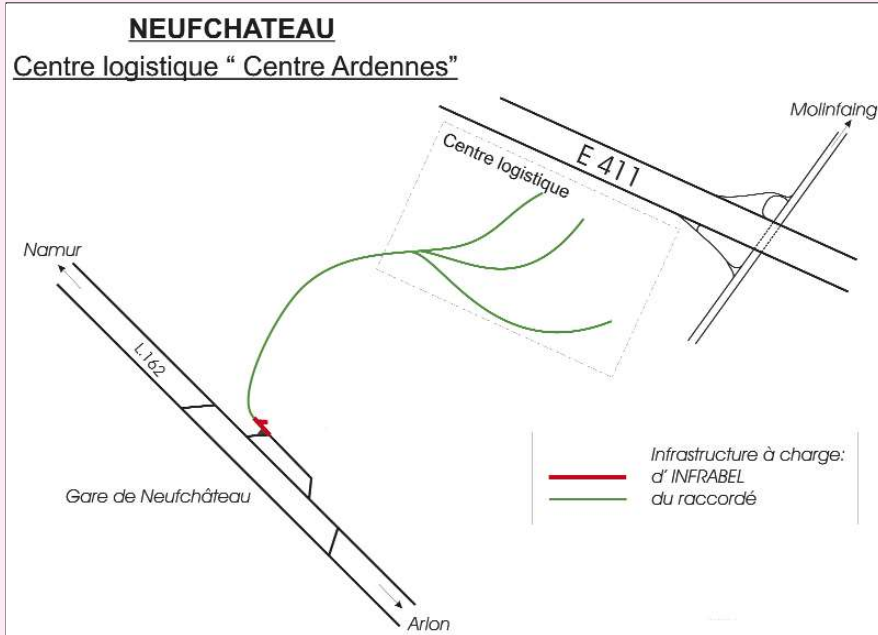 NEUFCHATEAU
Centre logistique “ Centre Ardennes”
Molinfaing
E 411
Centre logistique
Namur
L.162
Gare de Neufchâteau
Infrastructure à charge:
d' INFRABEL
du raccordé
Arlon